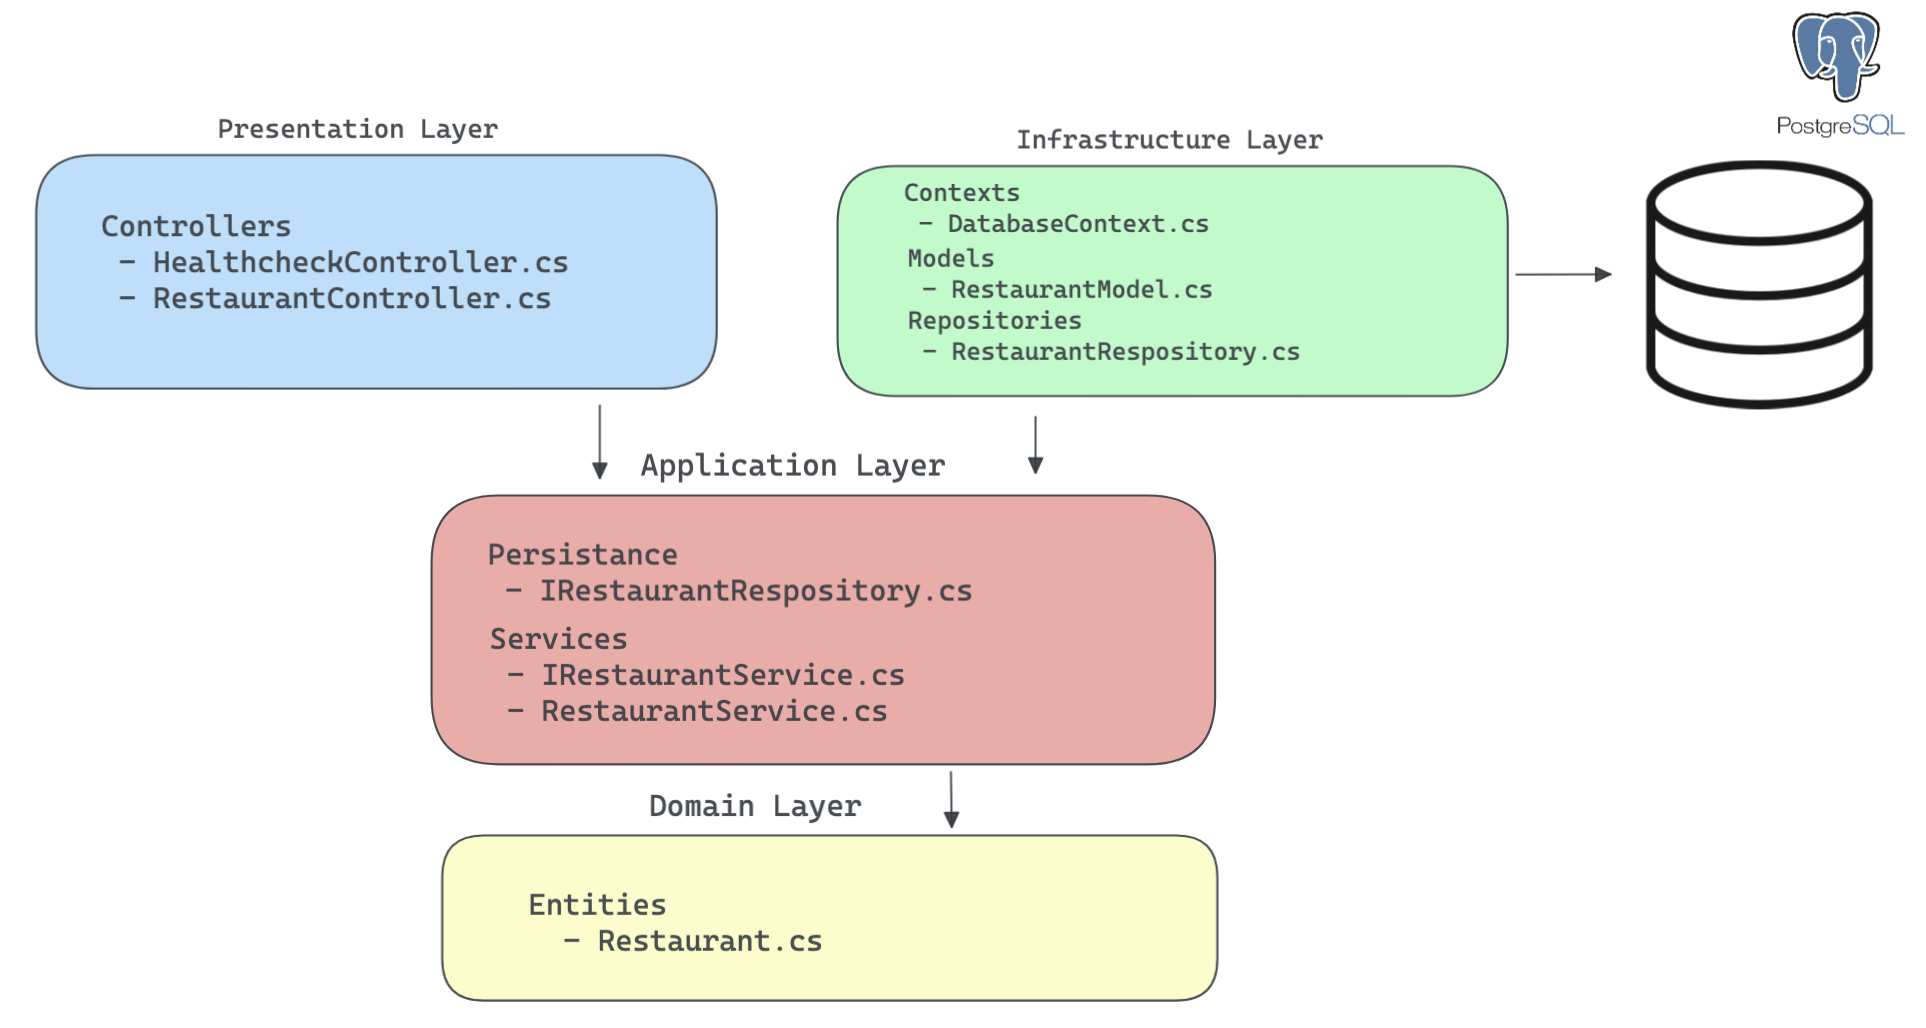 PostgreSQL
Presentation Layer
Controllers
- HealthcheckController.cs
- RestaurantController.cs
Infrastructure Layer
Contexts
- DatabaseContext.cs
Models
- RestaurantModel.cs
Repositories
- RestaurantRespository.cs
Application Layer
Persistance
- IRestaurantRespository.cs
Services
- IRestaurantService.cs
- RestaurantService.cs
Domain Layer
Entities
- Restaurant.cs